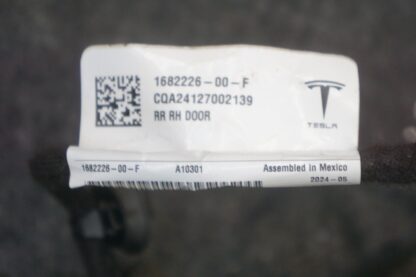 1682226-00-F
CQA24127002139
RR RH DOOR
TESLA
1682226-00-F A10301 Assembled in Mexico
2024-05